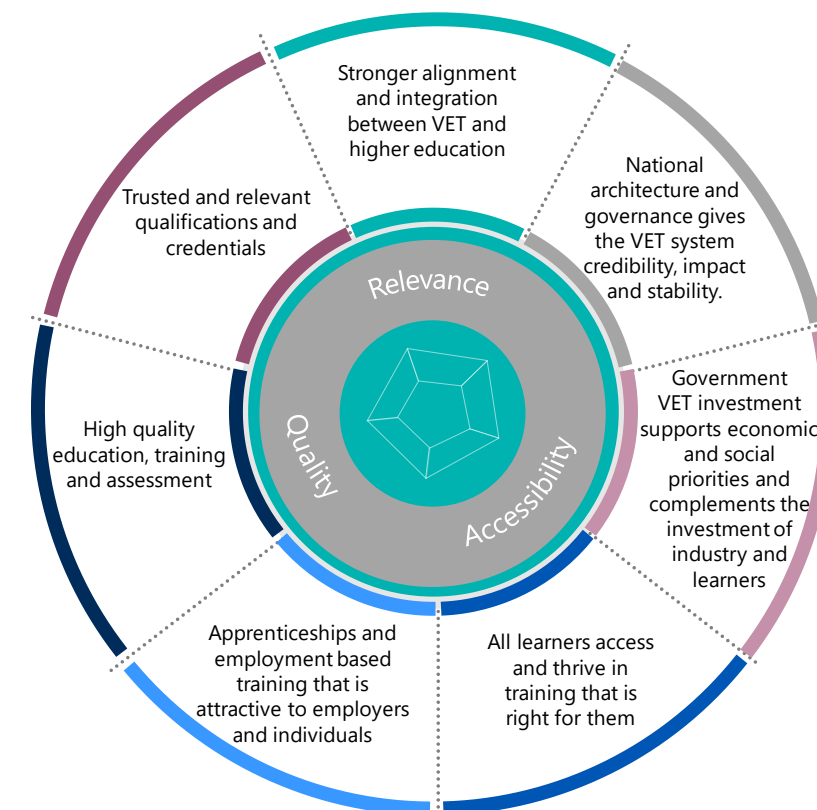 Stronger alignment
and integration
between VET and
higher education
National
architecture and
governance gives
the VET system
credibility, impact
and stability.
Government
VET investment
supports economic
and social
priorities and
complements the
investment of
industry and
learners
All learners access
and thrive in
training that is
right for them
Apprenticeships and
employment based
training that is
attractive to employers
and individuals
High quality
education, training
and assessment
Trusted and relevant
qualifications and
credentials
Relevance
Accessibility
Quality